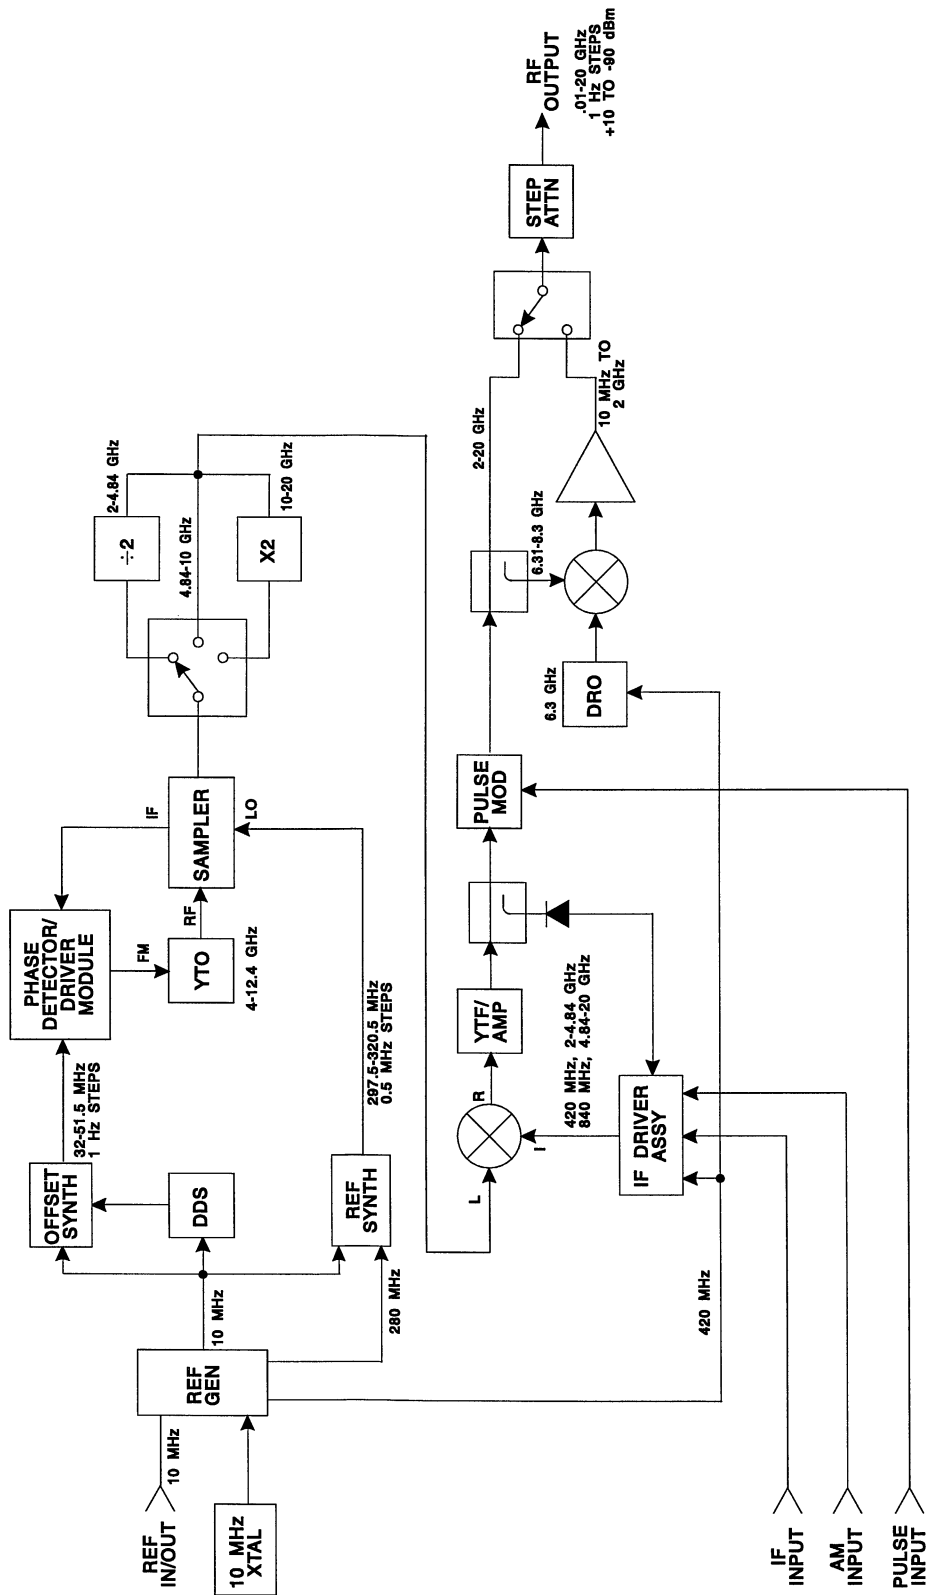 REF
IN/OUT
10 MHz
10 MHz
XTAL
REF
GEN
10 MHz
280 MHz
420 MHz
OFFSET
SYNTH
32-51.5 MHz
1 Hz STEPS
DDS
REF
SYNTH
297.5-320.5 MHz
0.5 MHz STEPS
PHASE
DETECTOR/
DRIVER
MODULE
FM
YTO
4-12.4 GHz
RF
IF
SAMPLER
LO
÷2
2-4.84 GHz
4.84-10 GHz
X2
10-20 GHz
L
R
I
420 MHz, 2-4.84 GHz
840 MHz, 4.84-20 GHz
IF DRIVER
ASSY
YTF/
AMP
PULSE
MOD
6.3 GHz
DRO
6.31-8.3 GHz
2-20 GHz
10 MHz TO
2 GHz
STEP
ATTN
RF
OUTPUT
.01-20 GHz
1 Hz STEPS
+10 TO -90 dBm
IF
INPUT
AM
INPUT
PULSE
INPUT